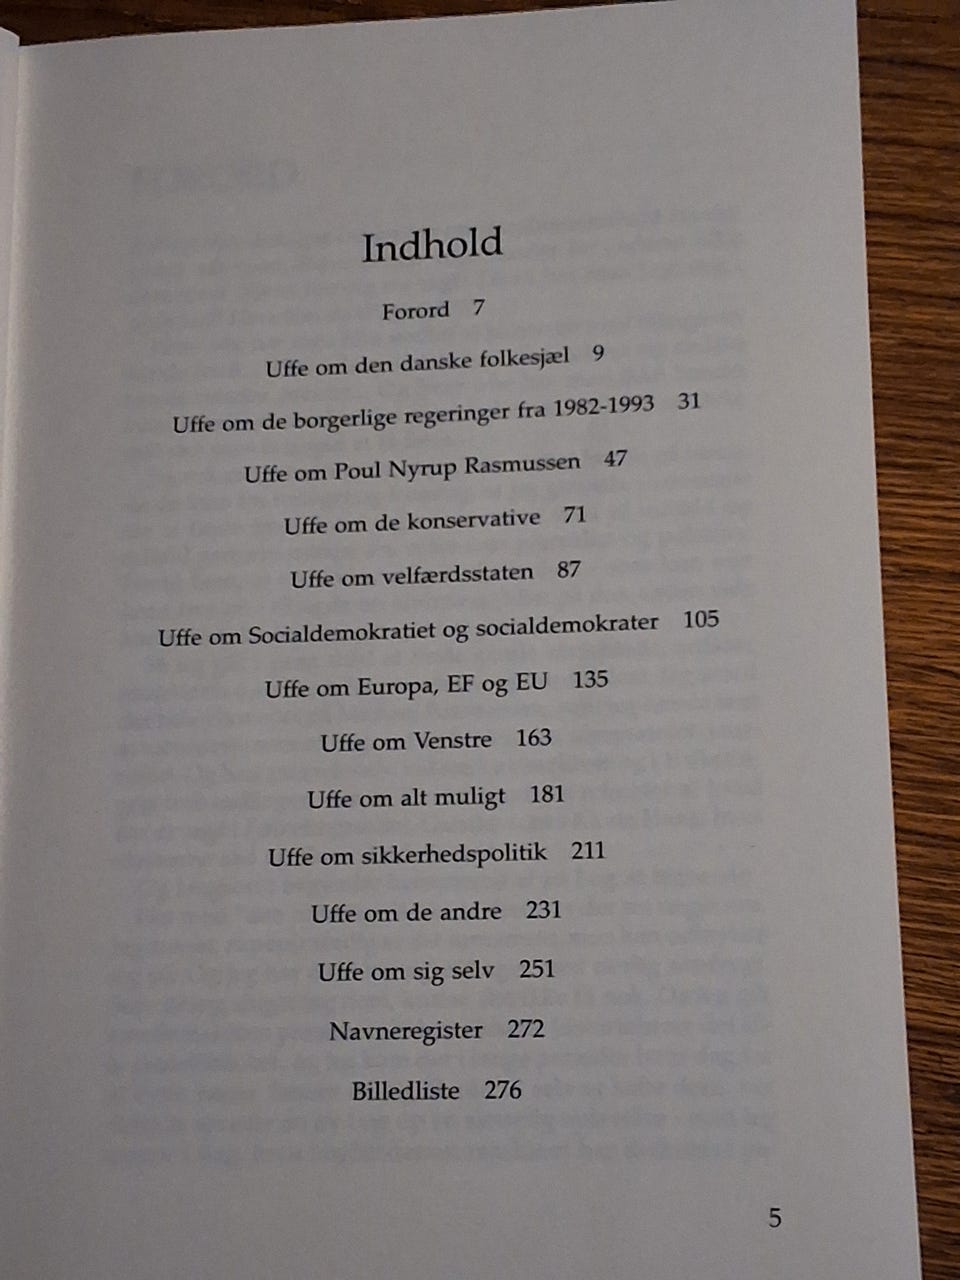 Indhold
Forord 7
Uffe om den danske folkesjæl 9
Uffe om de borgerlige regeringer fra 1982-1993 31
Uffe om Poul Nyrup Rasmussen 47
Uffe om de konservative 71
Uffe om velfærdsstaten 87
Uffe om Socialdemokratiet og socialdemokrater 105
Uffe om Europa, EF og EU 135
Uffe om Venstre 163
Uffe om alt muligt 181
Uffe om sikkerhedspolitik 211
Uffe om de andre 231
Uffe om sig selv 251
Navneregister 272
Billedliste 276
5